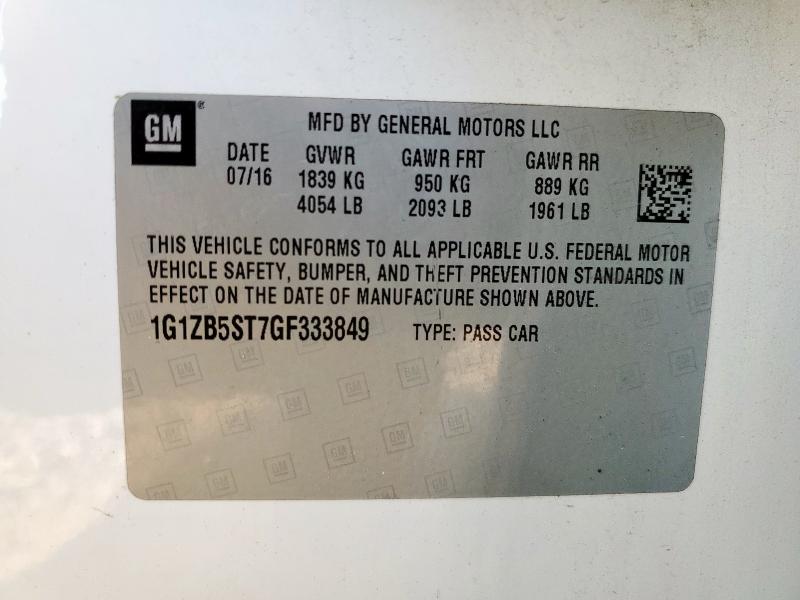 GM
MFD BY GENERAL MOTORS LLC
DATE GVWR GAWR FRT GAWR RR
07/16 1839 KG 950 KG 889 KG
4054 LB 2093 LB 1961 LB
THIS VEHICLE CONFORMS TO ALL APPLICABLE U.S. FEDERAL MOTOR
VEHICLE SAFETY, BUMPER, AND THEFT PREVENTION STANDARDS IN
EFFECT ON THE DATE OF MANUFACTURE SHOWN ABOVE.
1G1ZB5ST7GF333849 TYPE: PASS CAR